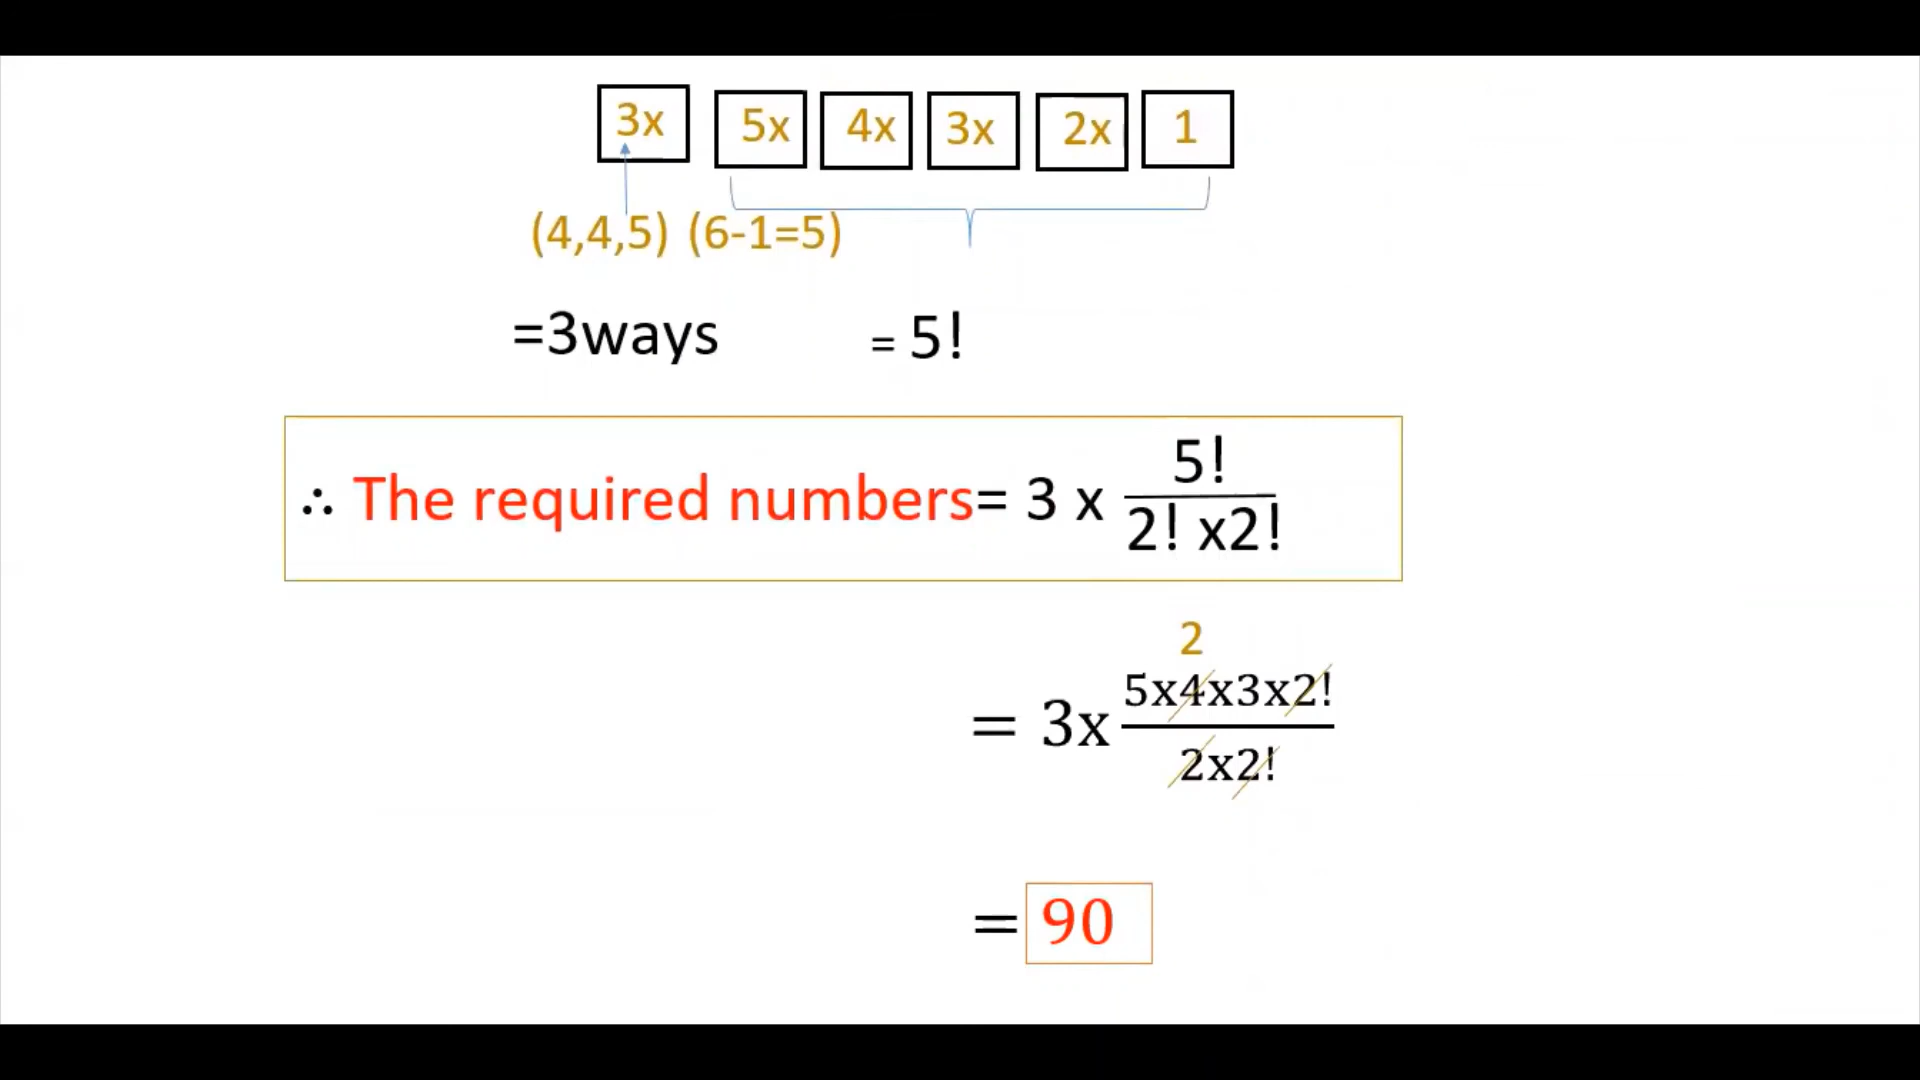 3x 5x 4x 3x 2x 1
(4,4,5) (6-1=5)
=3ways = 5!
∴ The required numbers= 3 x 5!
2! x2!
2
= 3x 5x4x3x2!
2x2!
= 90